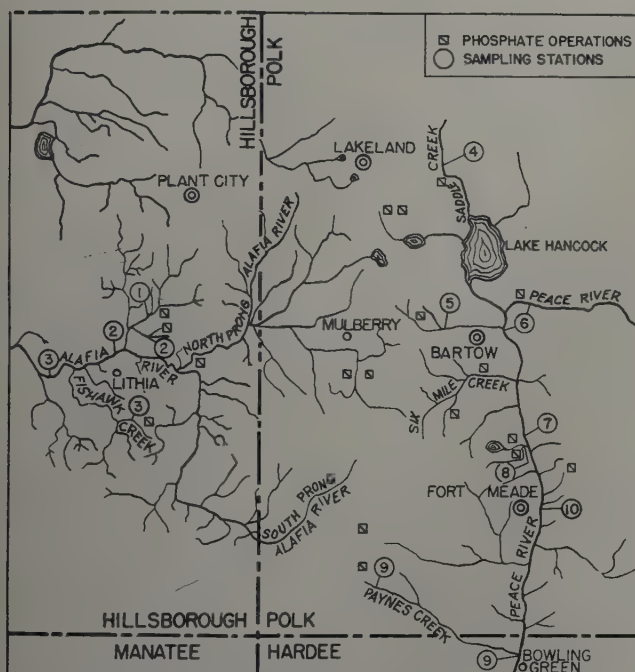 HILLSBOROUGH
POLK
PHOSPHATE OPERATIONS
SAMPLING STATIONS
LAKELAND
PLANT CITY
SADDLE CREEK
4
LAKE HANCOCK
NORTH PRONG ALAFIA RIVER
1
2
2
3
ALAFIA RIVER
LITHIA
FISHAWK CREEK
3
MULBERRY
5
6
PEACE RIVER
BARTOW
SIX MILE CREEK
7
8
FORT MEADE
10
SOUTH PRONG
ALAFIA RIVER
PEACE RIVER
9
PAYNES CREEK
HILLSBOROUGH
POLK
MANATEE
HARDEE
9
BOWLING
GREEN